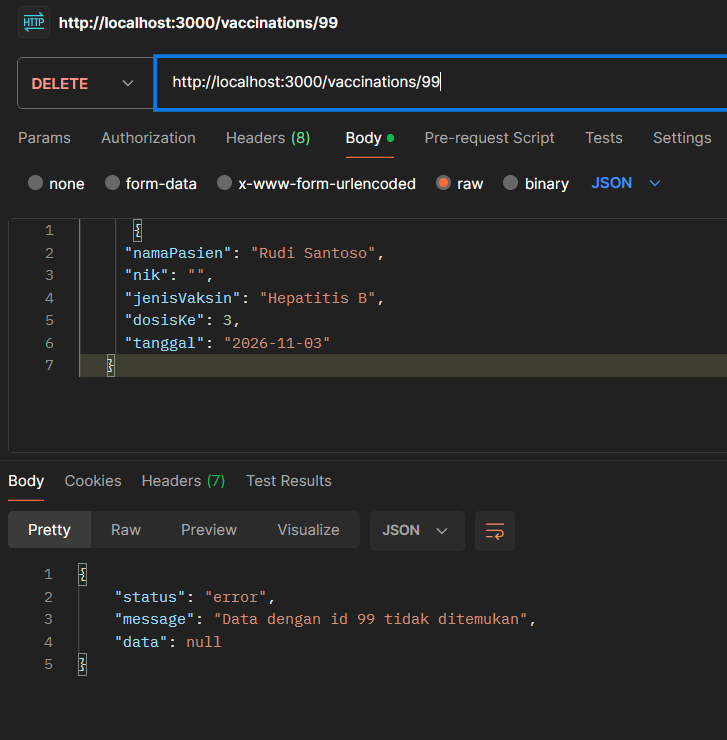 HTTP http://localhost:3000/vaccinations/99
DELETE http://localhost:3000/vaccinations/99
Params Authorization Headers (8) Body Pre-request Script Tests Settings
none form-data x-www-form-urlencoded raw binary JSON
1 {
2 "namaPasien": "Rudi Santoso",
3 "nik": "",
4 "jenisVaksin": "Hepatitis B",
5 "dosisKe": 3,
6 "tanggal": "2026-11-03"
7 }
Body Cookies Headers (7) Test Results
Pretty Raw Preview Visualize JSON
1 {
2 "status": "error",
3 "message": "Data dengan id 99 tidak ditemukan",
4 "data": null
5 }